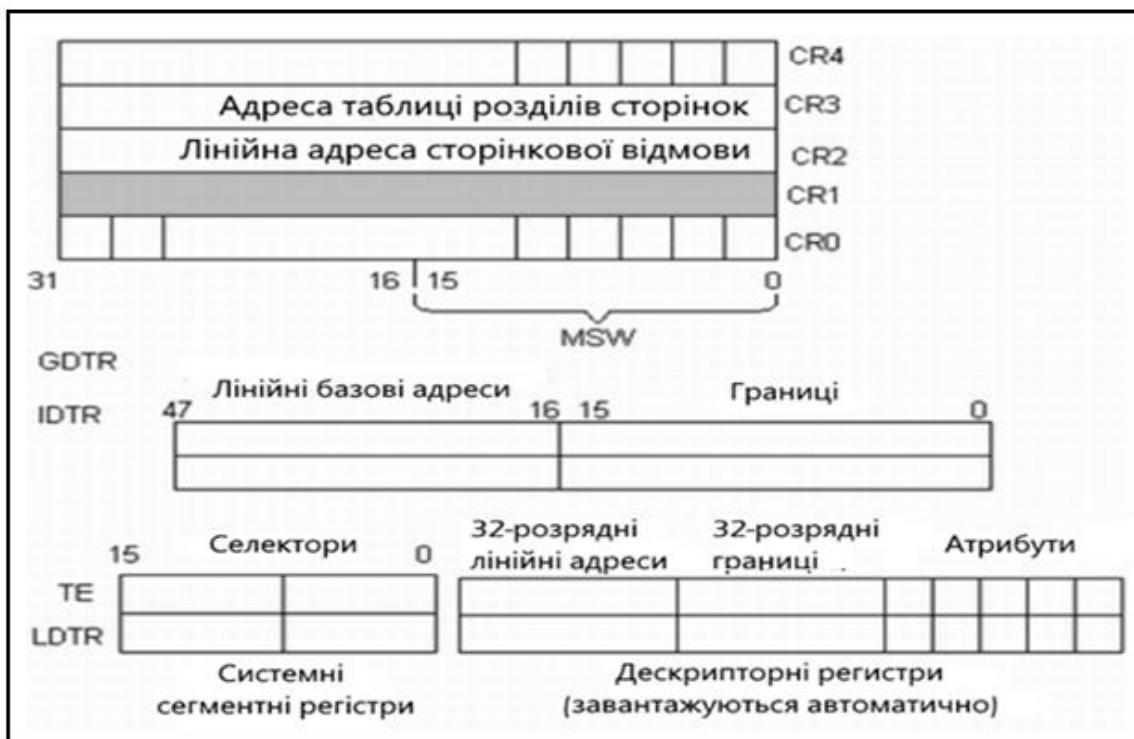 CR4
Адреса таблиці розділів сторінок CR3
Лінійна адреса сторінкової відмови CR2
CR1
CR0
31 16 15 0
MSW
GDTR
Лінійні базові адреси Границі
IDTR 47 16 15 0
32-розрядні 32-розрядні
15 Селектори 0 лінійні адреси границі Атрибути
TE
LDTR
Системні Дескрипторні регистри
сегментні регістри (завантажуються автоматично)